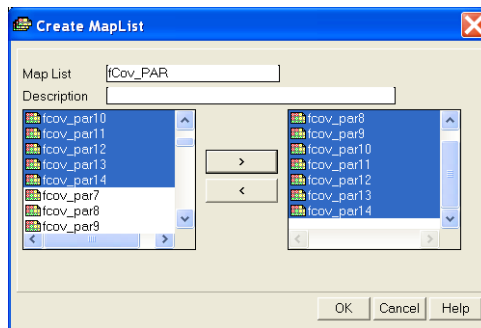 Create MapList
Map List fCov_PAR
Description
fcov_par10
fcov_par11
fcov_par12
fcov_par13
fcov_par14
fcov_par7
fcov_par8
fcov_par9
>
<
fcov_par8
fcov_par9
fcov_par10
fcov_par11
fcov_par12
fcov_par13
fcov_par14
OK Cancel Help